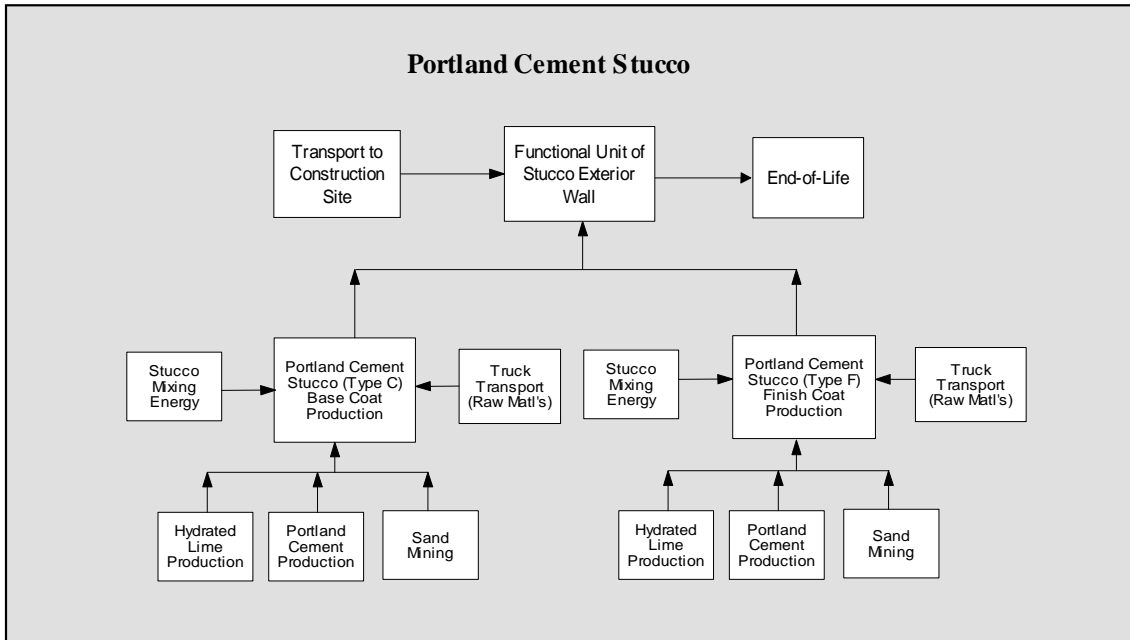 Portland Cement Stucco
Transport to
Construction
Site
Functional Unit of
Stucco Exterior
Wall
End-of-Life
Stucco
Mixing
Energy
Portland Cement
Stucco (Type C)
Base Coat
Production
Truck
Transport
(Raw Matl's)
Stucco
Mixing
Energy
Portland Cement
Stucco (Type F)
Finish Coat
Production
Truck
Transport
(Raw Matl's)
Hydrated
Lime
Production
Portland
Cement
Production
Sand
Mining
Hydrated
Lime
Production
Portland
Cement
Production
Sand
Mining